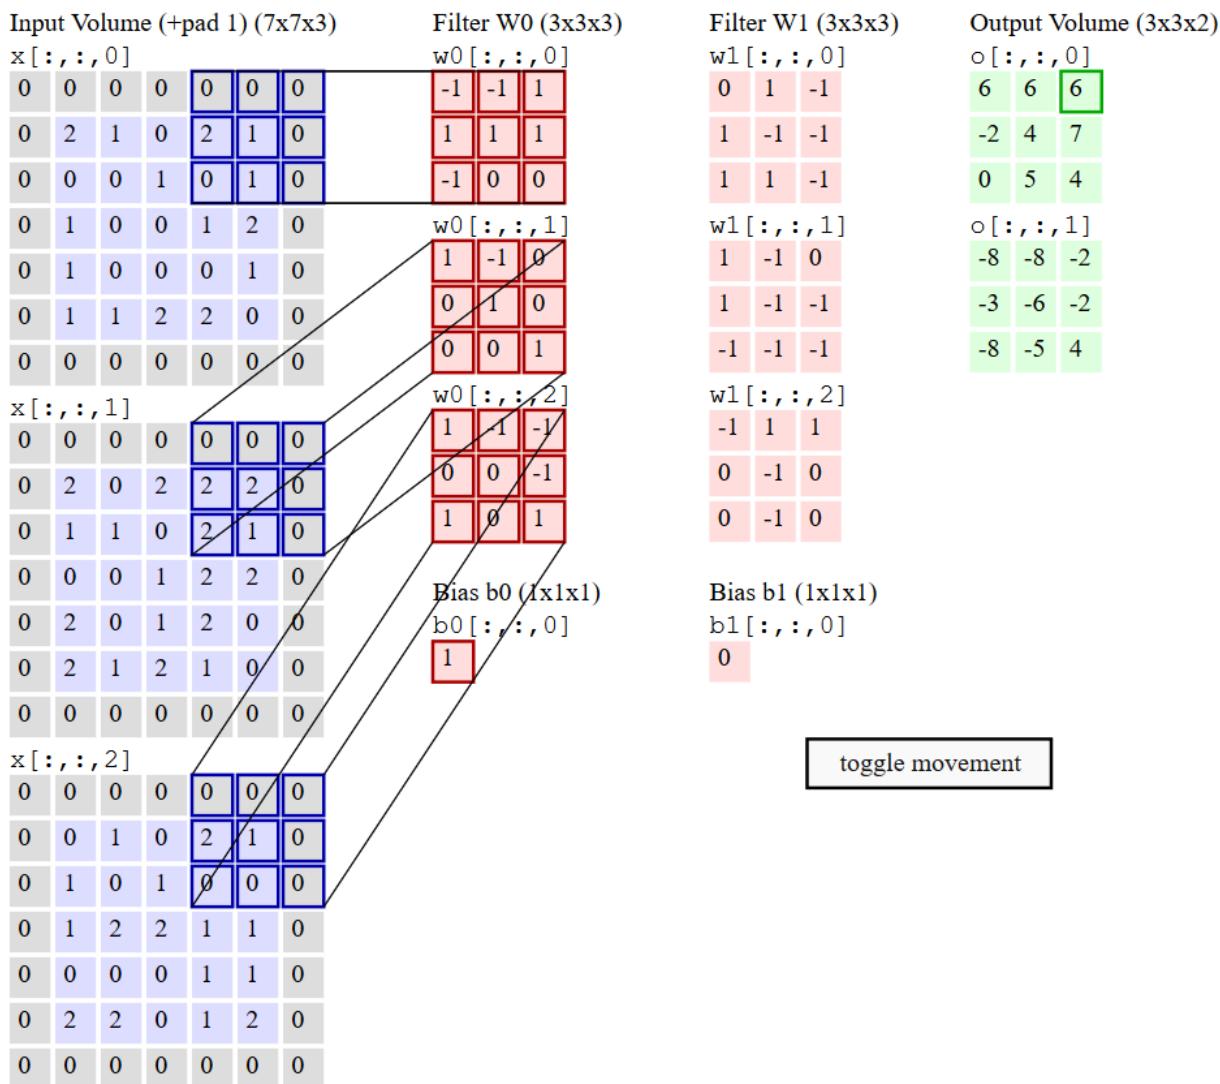 Input Volume (+pad 1) (7x7x3)
x[:,:,0]
0 0 0 0 0 0 0
0 2 1 0 2 1 0
0 0 0 1 0 1 0
0 1 0 0 1 2 0
0 1 0 0 0 1 0
0 1 1 2 2 0 0
0 0 0 0 0 0 0
x[:,:,1]
0 0 0 0 0 0 0
0 2 0 2 2 2 0
0 1 1 0 2 1 0
0 0 0 1 2 2 0
0 2 0 1 2 0 0
0 2 1 2 1 0 0
0 0 0 0 0 0 0
x[:,:,2]
0 0 0 0 0 0 0
0 0 1 0 2 1 0
0 1 0 1 0 0 0
0 1 2 2 1 1 0
0 0 0 0 1 1 0
0 2 2 0 1 2 0
0 0 0 0 0 0 0
Filter W0 (3x3x3)
w0[:,:,0]
-1 -1 1
1 1 1
-1 0 0
w0[:,:,1]
1 -1 0
0 1 0
0 0 1
w0[:,:,2]
1 -1 -1
0 0 -1
1 0 1
Bias b0 (1x1x1)
b0[:,:,0]
1
Filter W1 (3x3x3)
w1[:,:,0]
0 1 -1
1 -1 -1
1 1 -1
w1[:,:,1]
1 -1 0
1 -1 -1
-1 -1 -1
w1[:,:,2]
-1 1 1
0 -1 0
0 -1 0
Bias b1 (1x1x1)
b1[:,:,0]
0
Output Volume (3x3x2)
o[:,:,0]
6 6 6
-2 4 7
0 5 4
o[:,:,1]
-8 -8 -2
-3 -6 -2
-8 -5 4
toggle movement